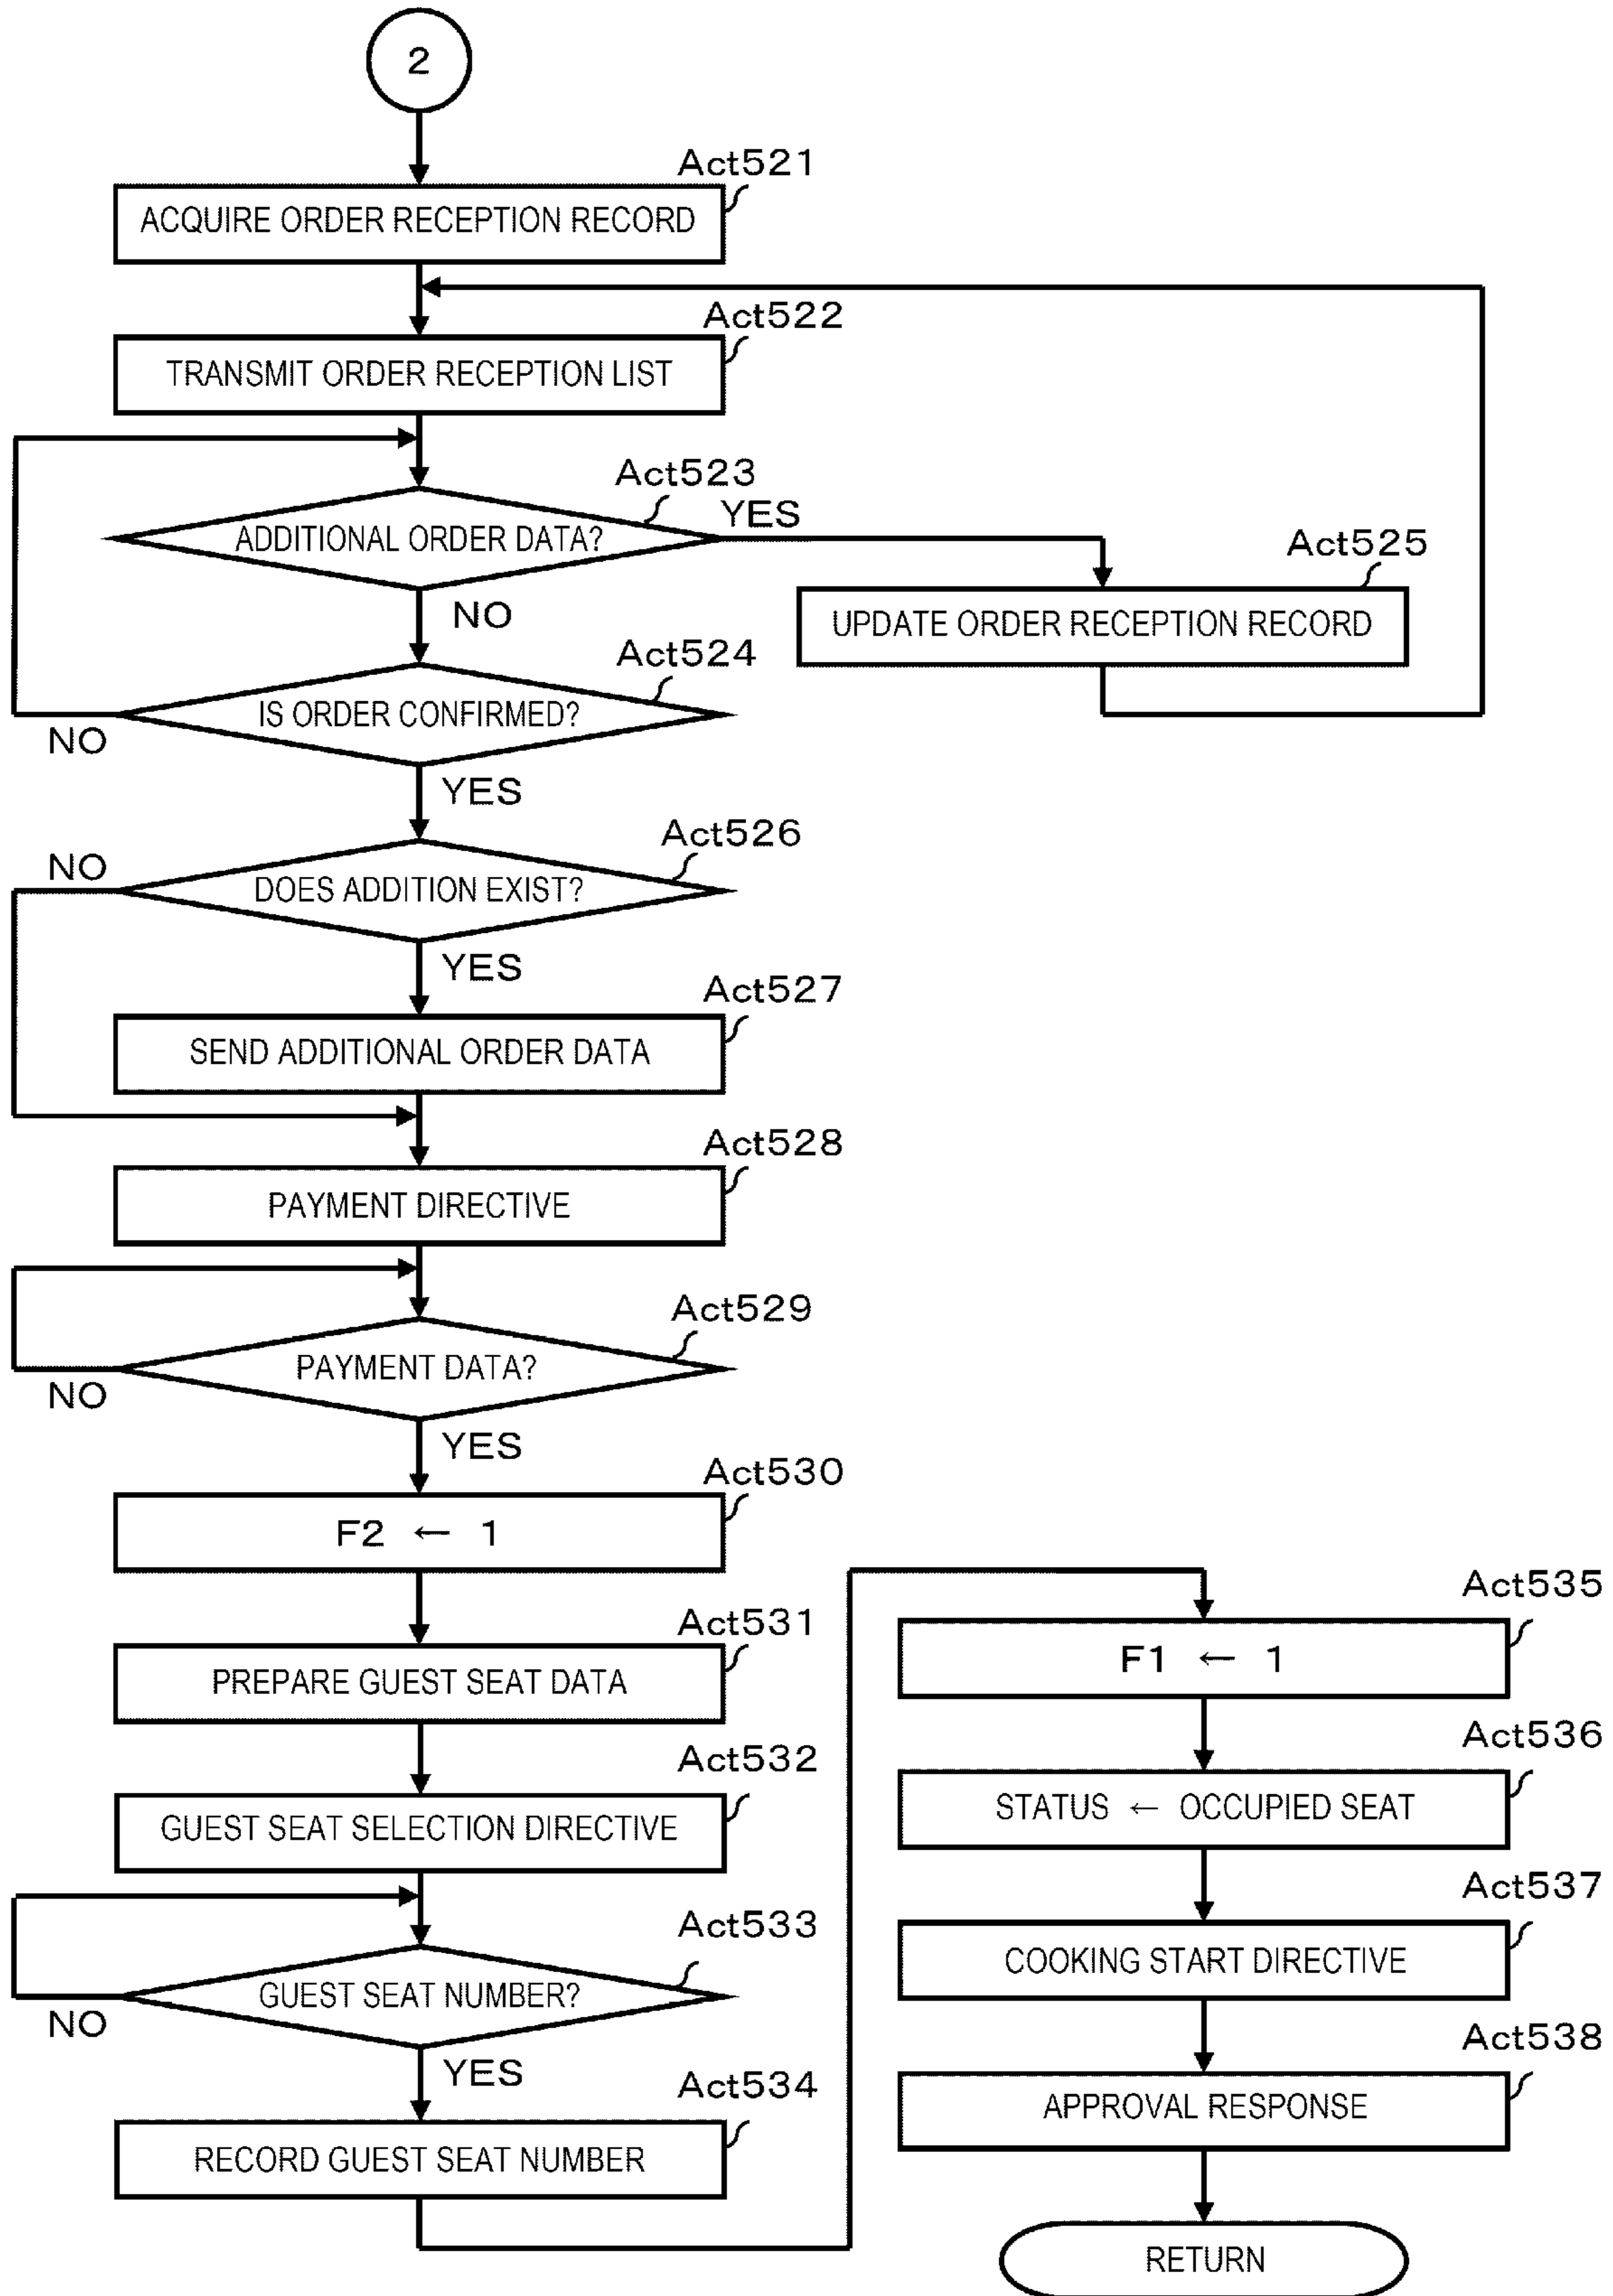 2
Act521
ACQUIRE ORDER RECEPTION RECORD
Act522
TRANSMIT ORDER RECEPTION LIST
Act523
ADDITIONAL ORDER DATA?
YES
NO
Act525
UPDATE ORDER RECEPTION RECORD
Act524
IS ORDER CONFIRMED?
NO
YES
Act526
NO
DOES ADDITION EXIST?
YES
Act527
SEND ADDITIONAL ORDER DATA
Act528
PAYMENT DIRECTIVE
Act529
PAYMENT DATA?
NO
YES
Act530
F2 ← 1
Act531
PREPARE GUEST SEAT DATA
Act532
GUEST SEAT SELECTION DIRECTIVE
Act533
GUEST SEAT NUMBER?
NO
YES
Act534
RECORD GUEST SEAT NUMBER
Act535
F1 ← 1
Act536
STATUS ← OCCUPIED SEAT
Act537
COOKING START DIRECTIVE
Act538
APPROVAL RESPONSE
RETURN